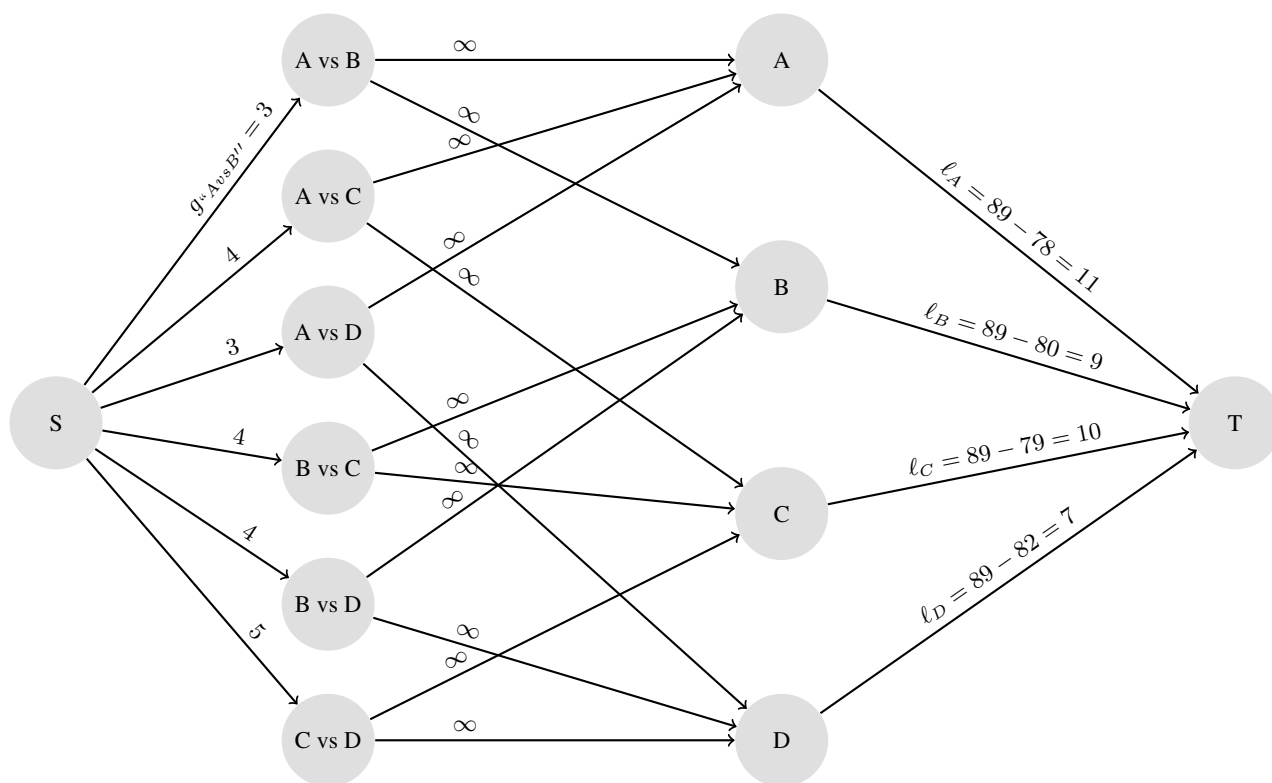 A vs B
A vs C
A vs D
B vs C
B vs D
C vs D
S
A
B
C
D
T
g“AvsB″ = 3
4
3
4
4
5
∞
∞
∞
∞
∞
∞
∞
∞
∞
∞
∞
∞
ℓA = 89 − 78 = 11
ℓB = 89 − 80 = 9
ℓC = 89 − 79 = 10
ℓD = 89 − 82 = 7